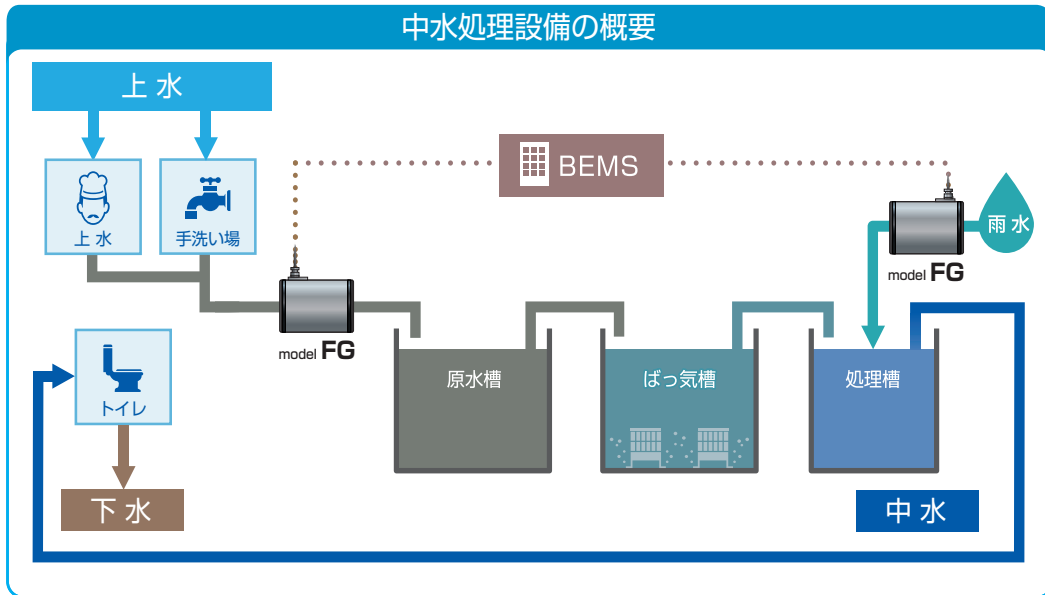 中水処理設備の概要
上水
BEMS
上水
手洗い場
雨水
model FG
model FG
原水槽
ばっ気槽
処理槽
トイレ
下水
中水